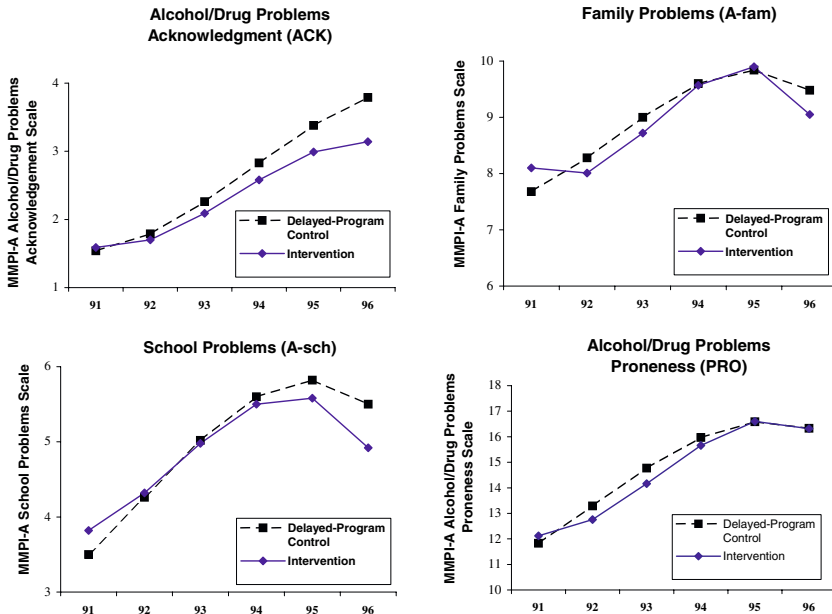 Alcohol/Drug Problems
Acknowledgment (ACK)
MMPI-A Alcohol/Drug Problems
Acknowledgement Scale
4
3
2
1
Delayed-Program
Control
Intervention
91 92 93 94 95 96
Family Problems (A-fam)
MMPI-A Family Problems Scale
10
9
8
7
6
Delayed-Program
Control
Intervention
91 92 93 94 95 96
School Problems (A-sch)
MMPI-A School Problems Scale
6
5
4
3
Delayed-Program
Control
Intervention
91 92 93 94 95 96
Alcohol/Drug Problems
Proneness (PRO)
MMPI-A Alcohol/Drug Problems
Proneness Scale
18
17
16
15
14
13
12
11
10
Delayed-Program
Control
Intervention
91 92 93 94 95 96